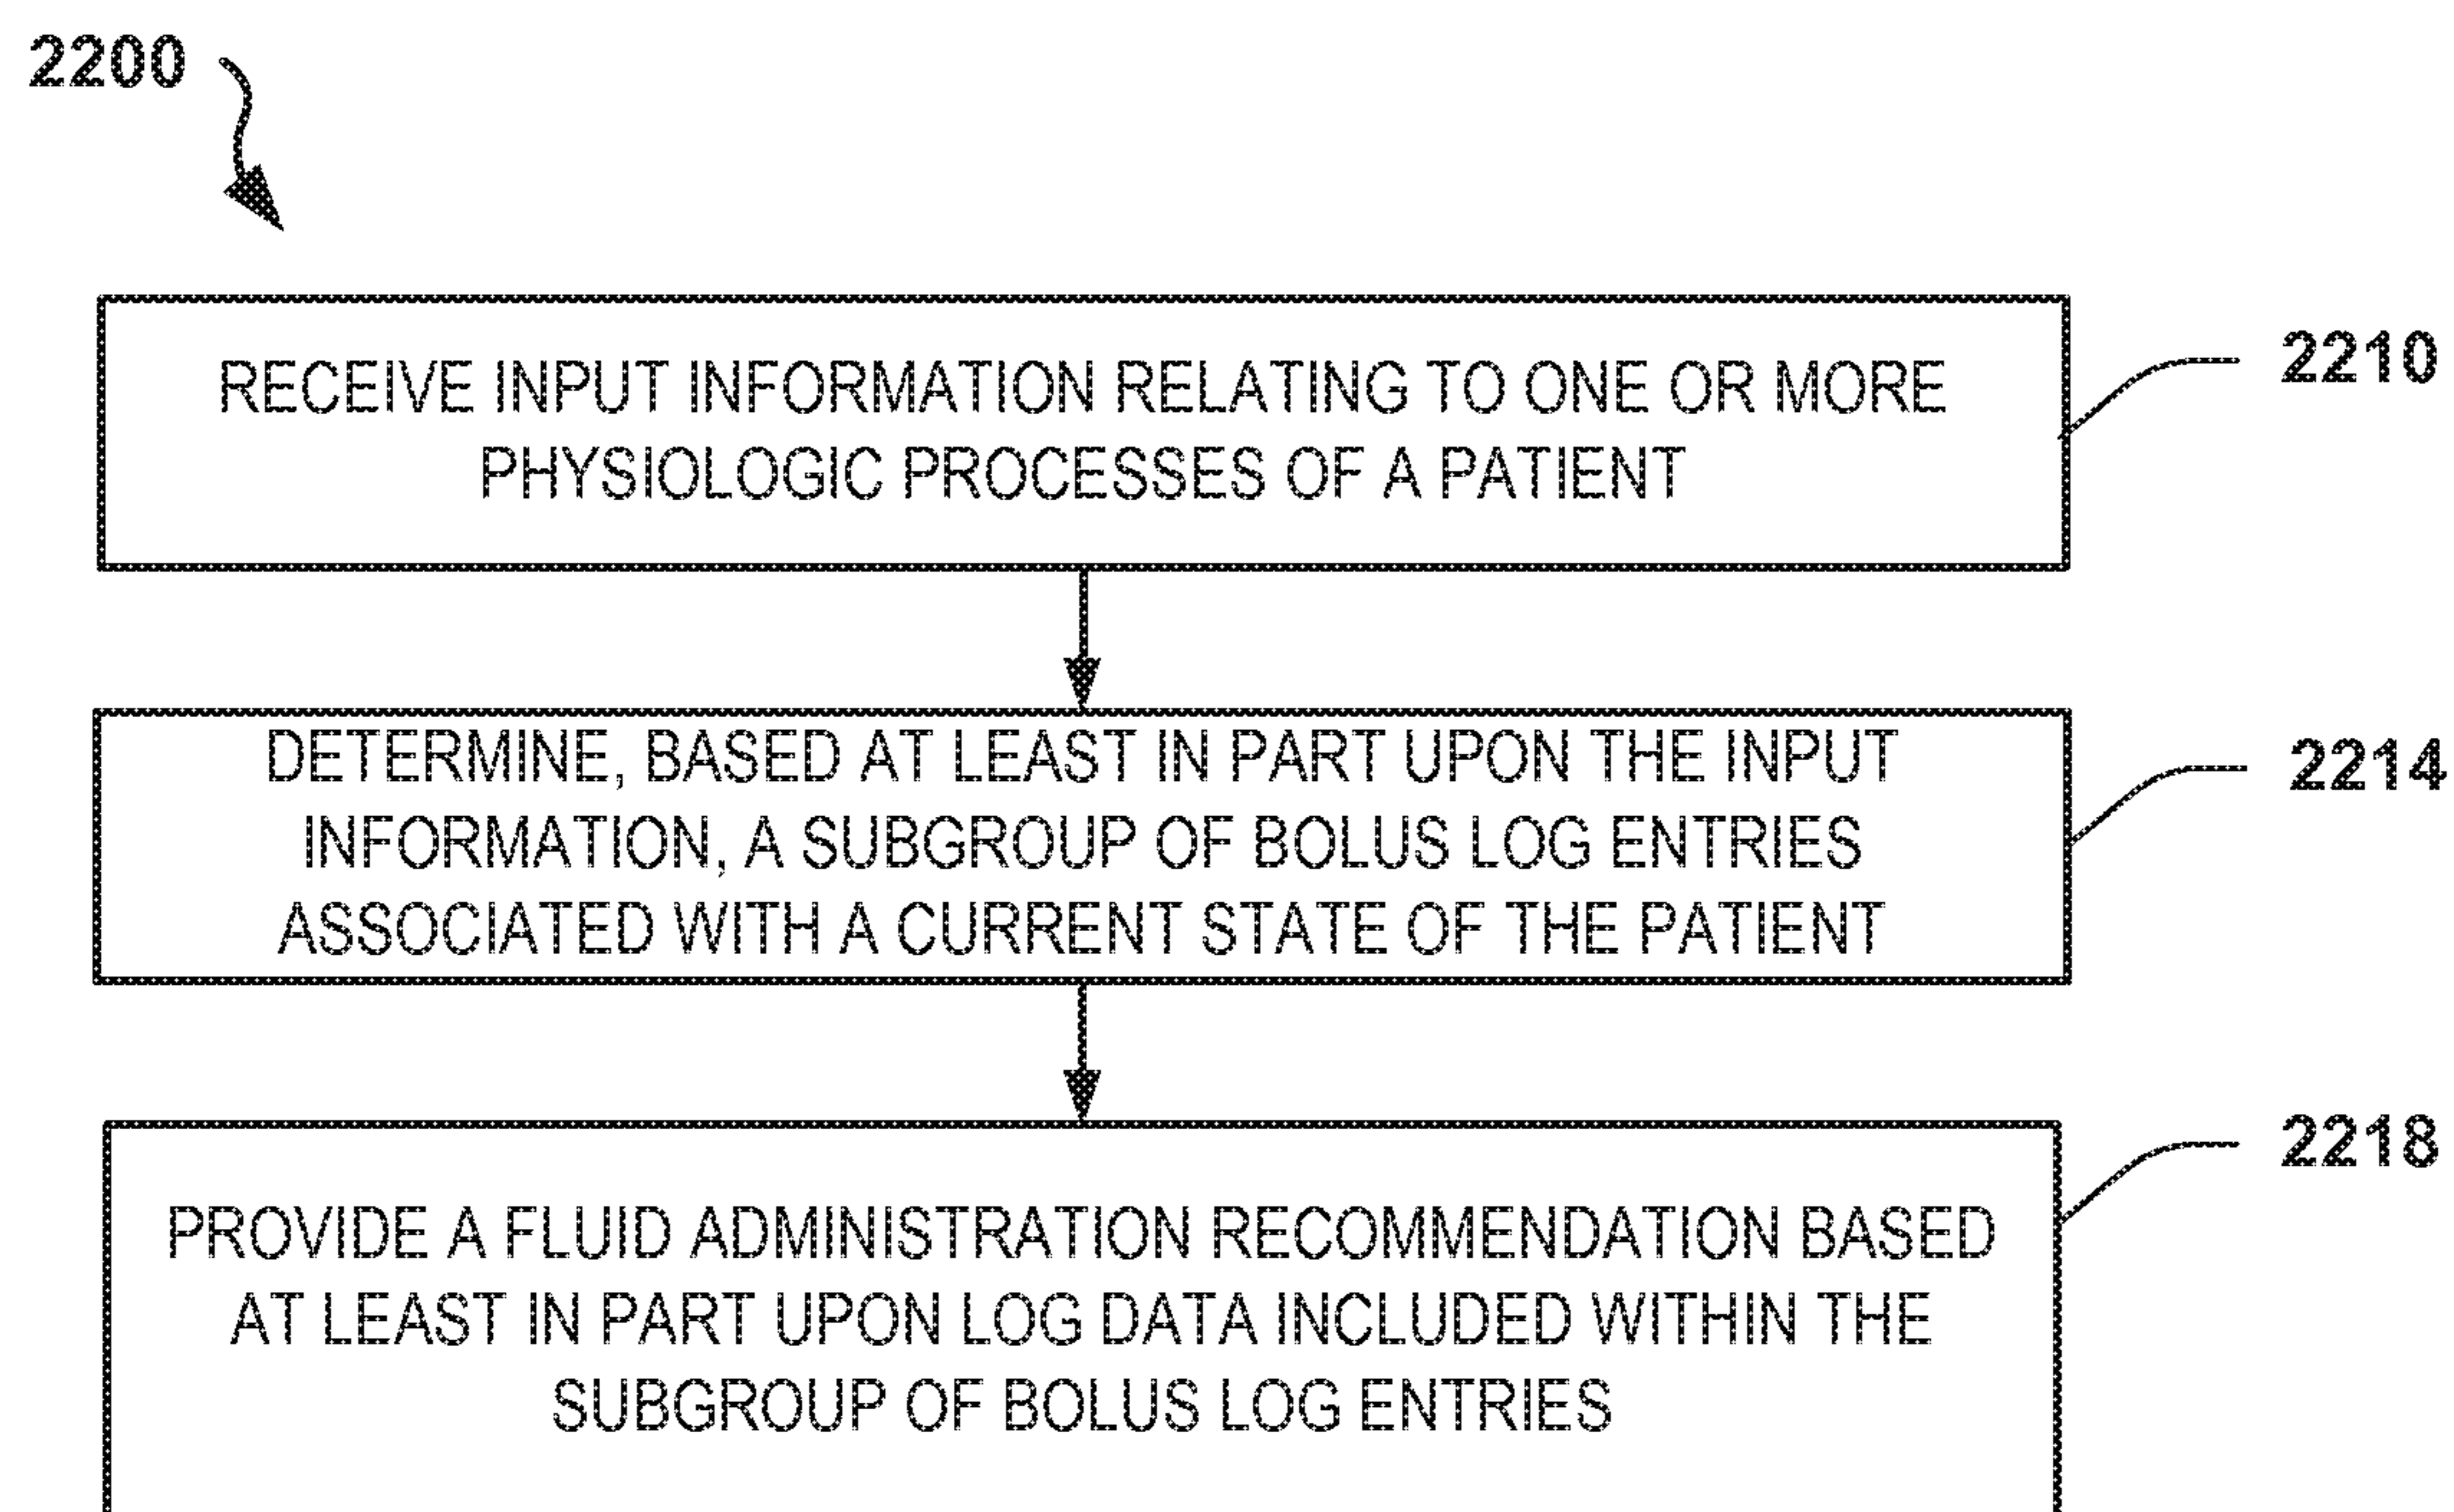 2200
RECEIVE INPUT INFORMATION RELATING TO ONE OR MORE
PHYSIOLOGIC PROCESSES OF A PATIENT
2210
DETERMINE, BASED AT LEAST IN PART UPON THE INPUT
INFORMATION, A SUBGROUP OF BOLUS LOG ENTRIES
ASSOCIATED WITH A CURRENT STATE OF THE PATIENT
2214
PROVIDE A FLUID ADMINISTRATION RECOMMENDATION BASED
AT LEAST IN PART UPON LOG DATA INCLUDED WITHIN THE
SUBGROUP OF BOLUS LOG ENTRIES
2218